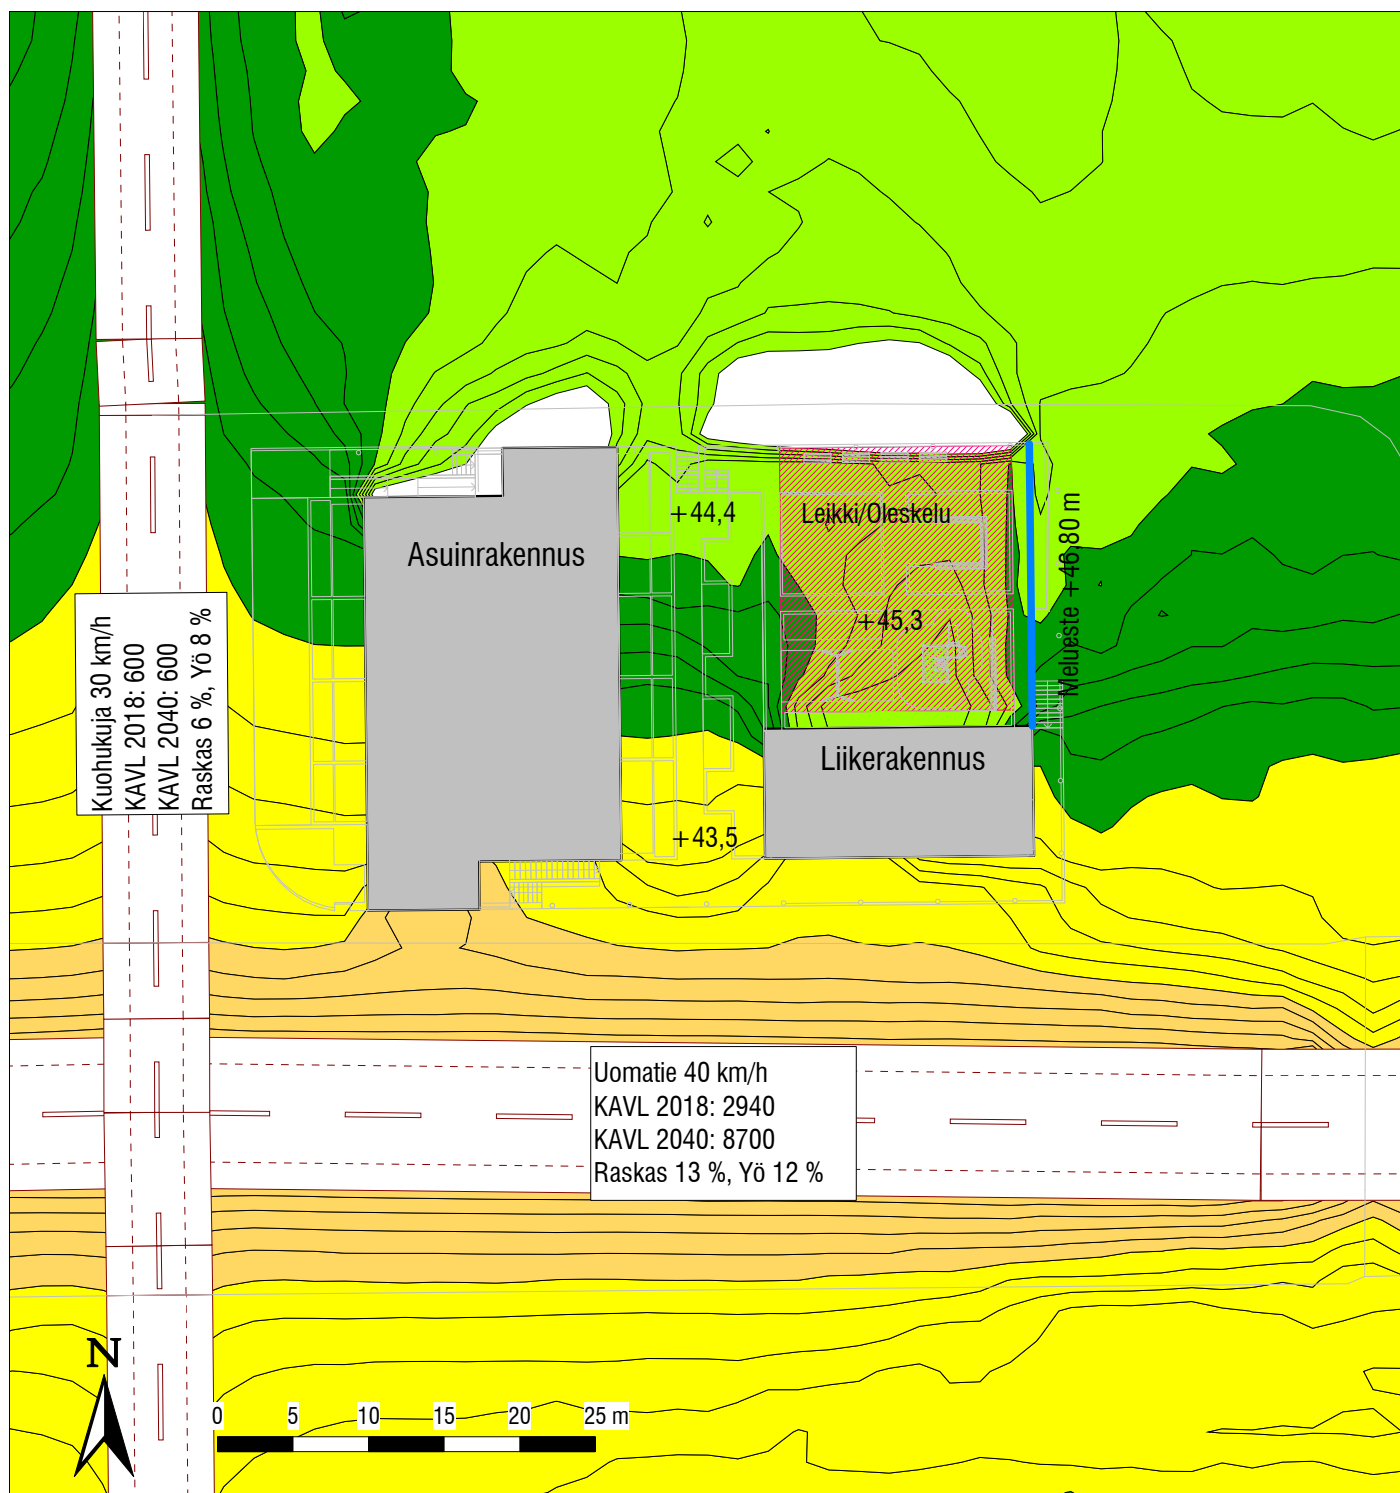 +44,4
Leikki/Oleskelu
Asuinrakennus
+45,3
Melueste +46,80 m
Kuohukuja 30 km/h
KAVL 2018: 600
KAVL 2040: 600
Raskas 6 %, Yö 8 %
Liikerakennus
+43,5
Uomatie 40 km/h
KAVL 2018: 2940
KAVL 2040: 8700
Raskas 13 %, Yö 12 %
N
0 5 10 15 20 25 m